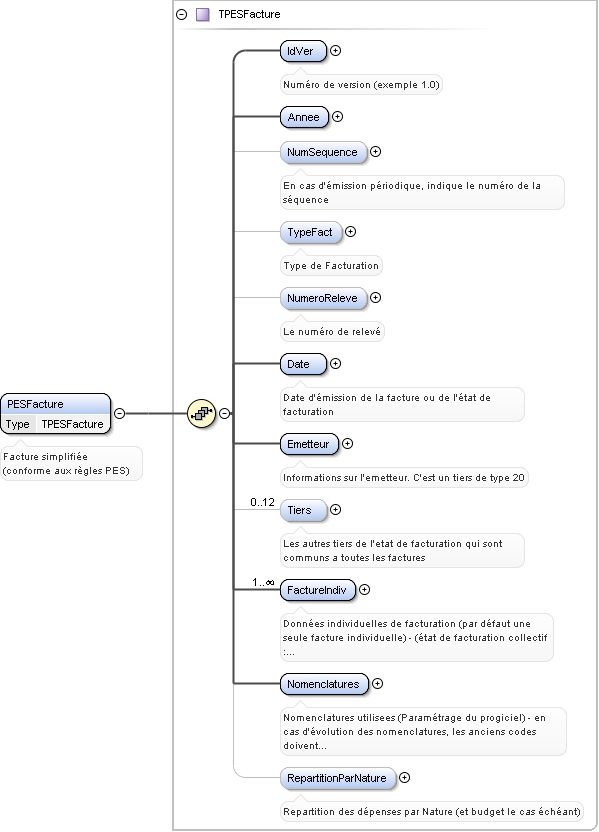 TPESFacture
IdVer
Numéro de version (exemple 1.0)
Annee
NumSequence
En cas d'émission périodique, indique le numéro de la
séquence
TypeFact
Type de Facturation
NumeroReleve
Le numéro de relevé
Date
Date d'émission de la facture ou de l'état de
facturation
PESFacture
Type TPESFacture
Facture simplifiée
(conforme aux règles PES)
Emetteur
Informations sur l'emetteur. C'est un tiers de type 20
0..12
Tiers
Les autres tiers de l'etat de facturation qui sont
communs a toutes les factures
1..∞
FactureIndiv
Données individuelles de facturation (par défaut une
seule facture individuelle) - (état de facturation collectif
:...
Nomenclatures
Nomenclatures utilisees (Paramétrage du progiciel) - en
cas d'évolution des nomenclatures, les anciens codes
doivent...
RepartitionParNature
Repartition des dépenses par Nature (et budget le cas échéant)